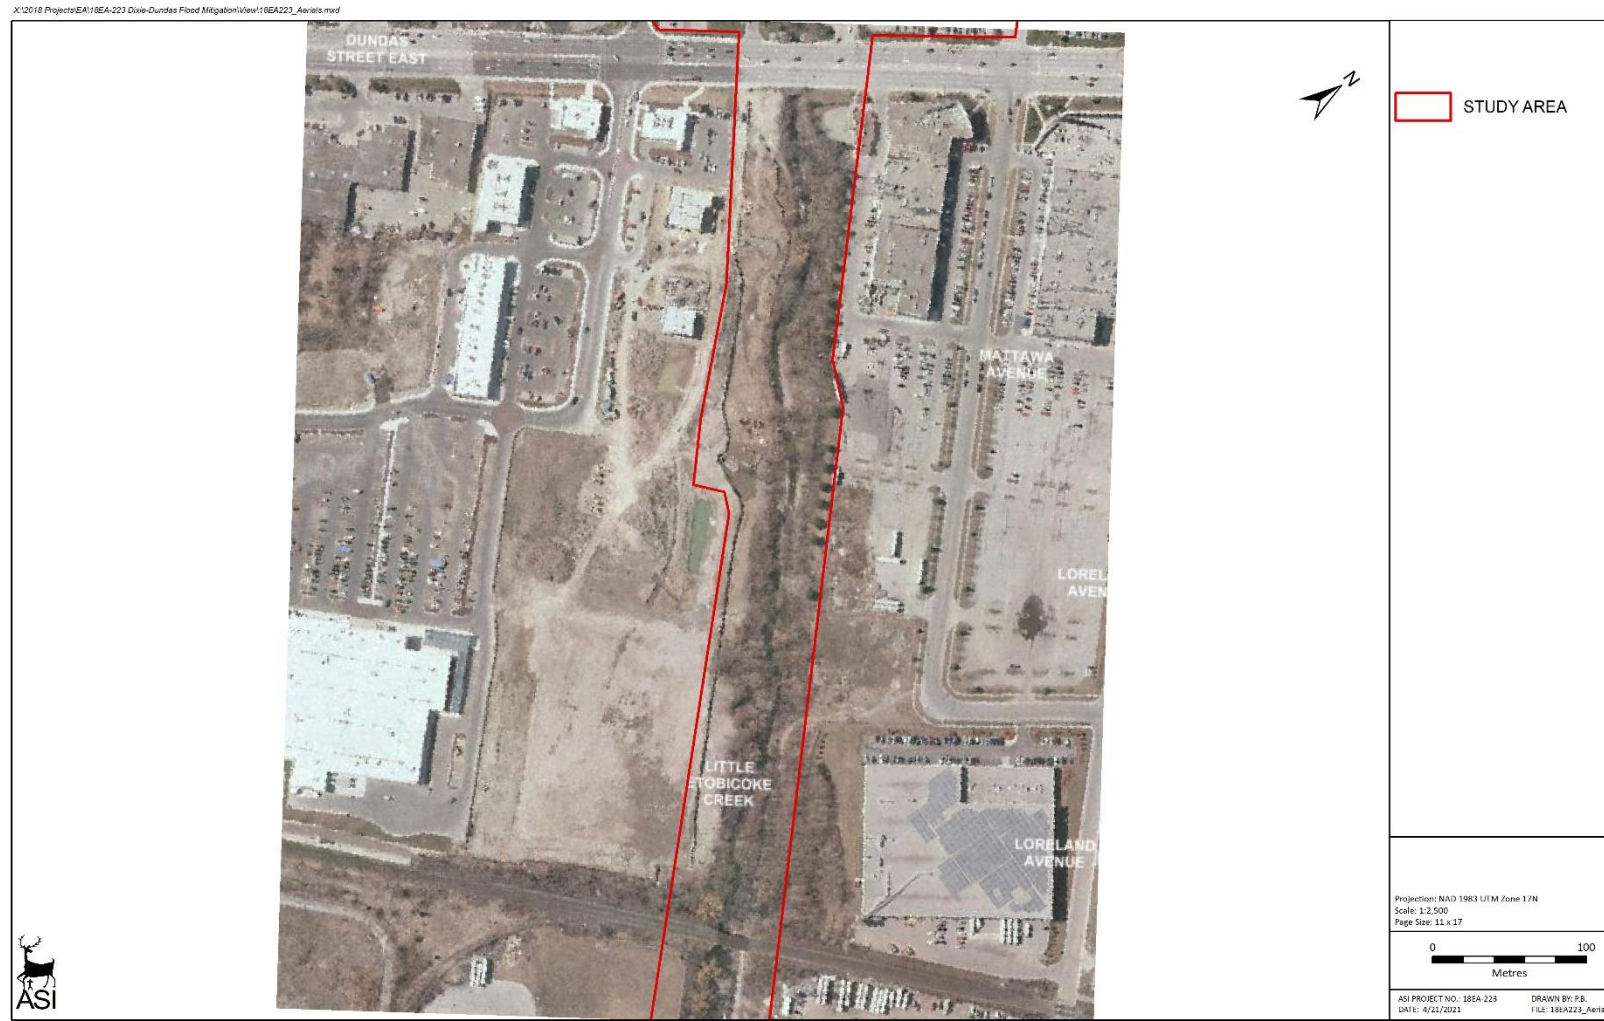 X:\2018 Projects\EA\18EA-223 Dixie-Dundas Flood Mitigation\View\18EA223_Aerials.mxd
DUNDAS
STREET EAST
N
STUDY AREA
MATTAWA
AVENUE
LOREL
AVEN
LITTLE
ETOBICOKE
CREEK
LORELAND
AVENUE
Projection: NAD 1983 UTM Zone 17N
Scale: 1:2,500
Page Size: 11 x 17
0 100
Metres
ASI
ASI PROJECT NO.: 18EA-223 DRAWN BY: P.B.
DATE: 4/21/2021 FILE: 18EA223_Aeria